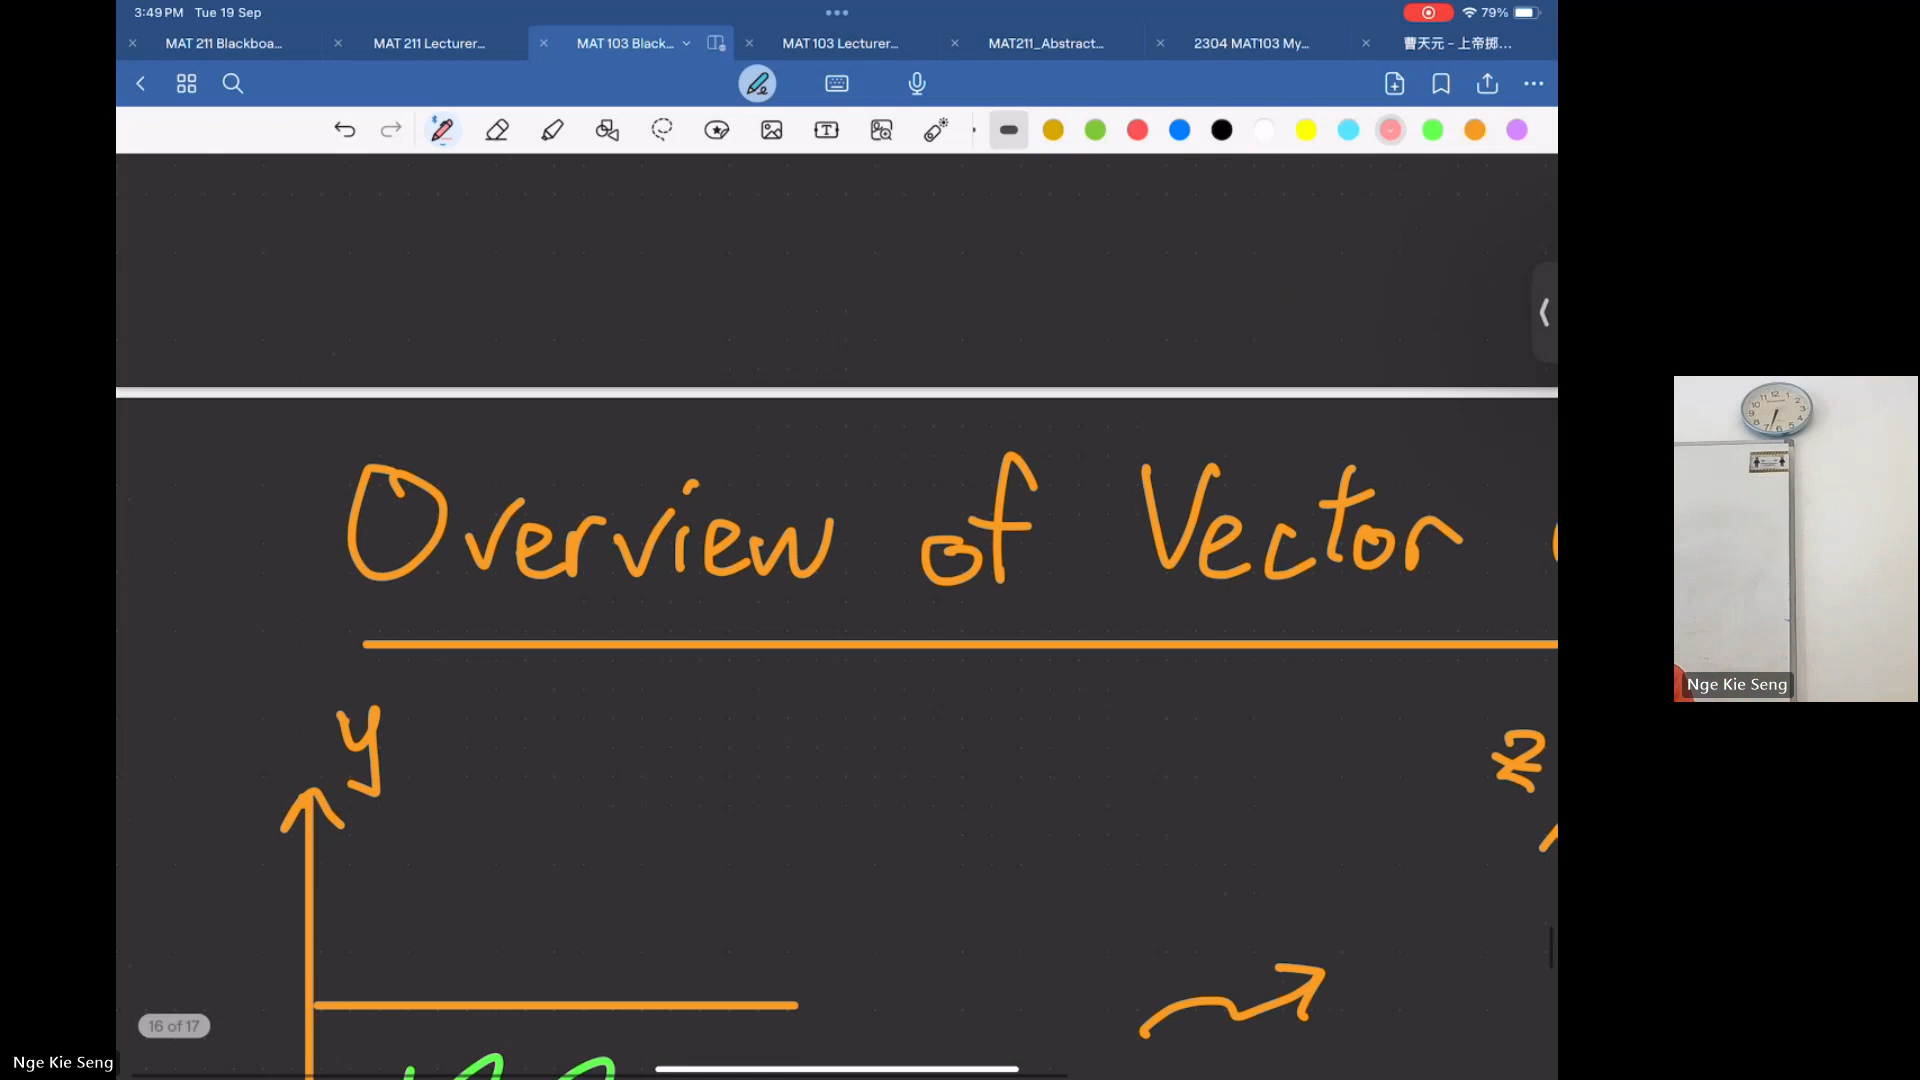 3:49 PM Tue 19 Sep
79%
MAT 211 Blackboa...
MAT 211 Lecturer...
MAT 103 Black...
MAT 103 Lecturer...
MAT211_Abstract...
2304 MAT103 My...
曹天元 - 上帝掷...
Overview of Vector
y
z
16 of 17
Nge Kie Seng
Nge Kie Seng